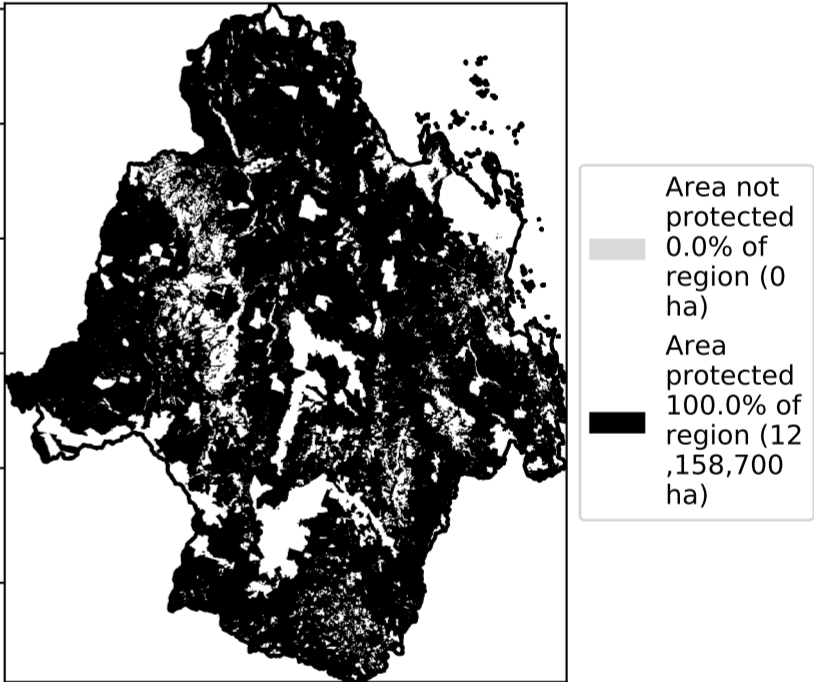 Area not
protected
0.0% of
region (0
ha)
Area
protected
100.0% of
region (12
,158,700
ha)